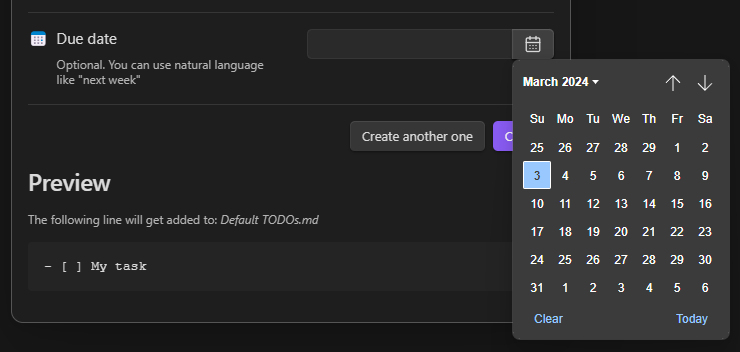 Due date
Optional. You can use natural language
like "next week"
March 2024
Su Mo Tu We Th Fr Sa
25 26 27 28 29 1 2
3 4 5 6 7 8 9
10 11 12 13 14 15 16
17 18 19 20 21 22 23
24 25 26 27 28 29 30
31 1 2 3 4 5 6
Clear Today
Create another one
Preview
The following line will get added to: Default TODOs.md
- [ ] My task